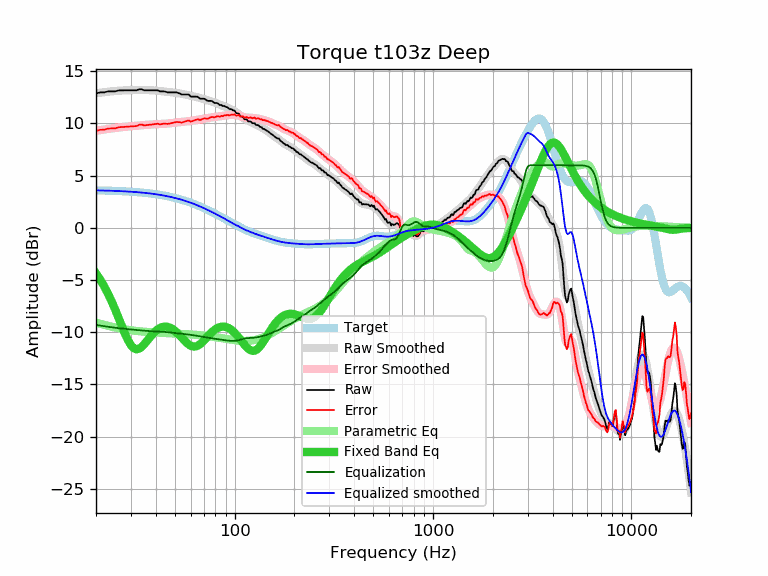 Torque t103z Deep
15
10
5
0
−5
−10
−15
−20
−25
Amplitude (dBr)
Target
Raw Smoothed
Error Smoothed
Raw
Error
Parametric Eq
Fixed Band Eq
Equalization
Equalized smoothed
100
1000
10000
Frequency (Hz)